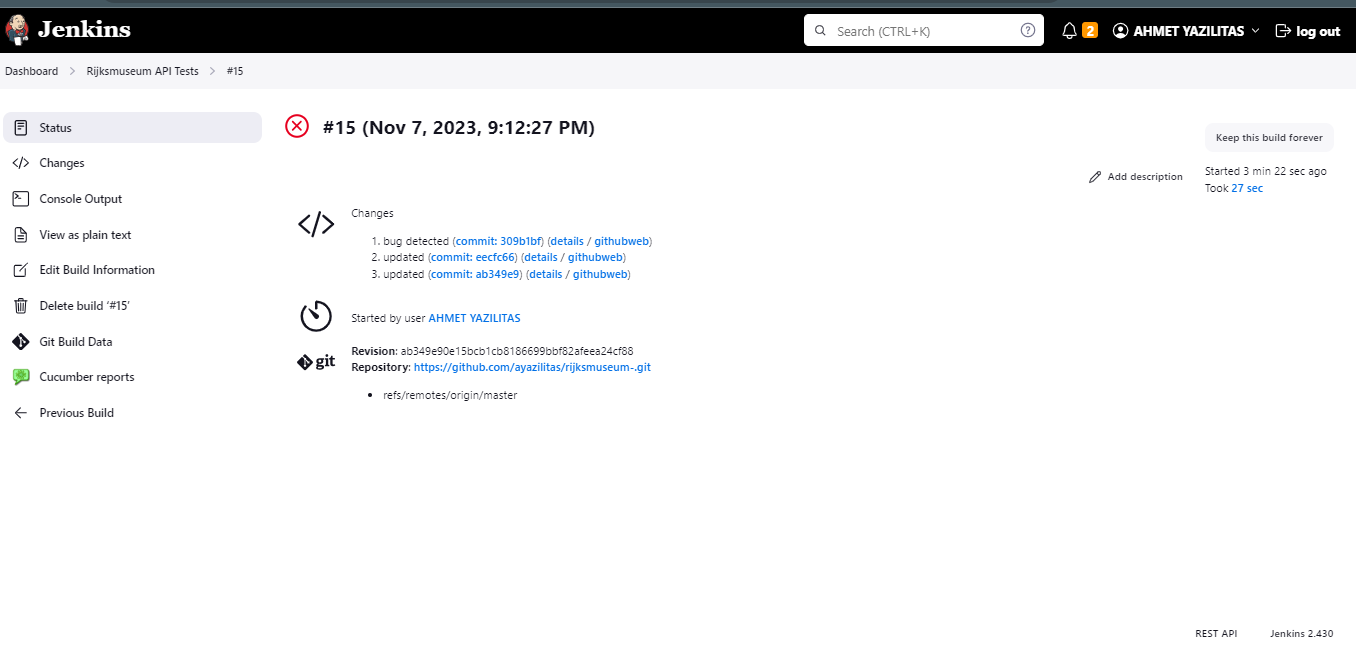 Jenkins
Search (CTRL+K)
2
AHMET YAZILITAS
log out
Dashboard > Rijksmuseum API Tests > #15
Status
Changes
Console Output
View as plain text
Edit Build Information
Delete build ‘#15’
Git Build Data
Cucumber reports
Previous Build
#15 (Nov 7, 2023, 9:12:27 PM)
Keep this build forever
Add description
Started 3 min 22 sec ago
Took 27 sec
Changes
1. bug detected (commit: 309b1bf) (details / githubweb)
2. updated (commit: eecfc66) (details / githubweb)
3. updated (commit: ab349e9) (details / githubweb)
Started by user AHMET YAZILITAS
git
Revision: ab349e90e15bcb1cb8186699bbf82afeea24cf88
Repository: https://github.com/ayazilitas/rijksmuseum-.git
• refs/remotes/origin/master
REST API
Jenkins 2.430